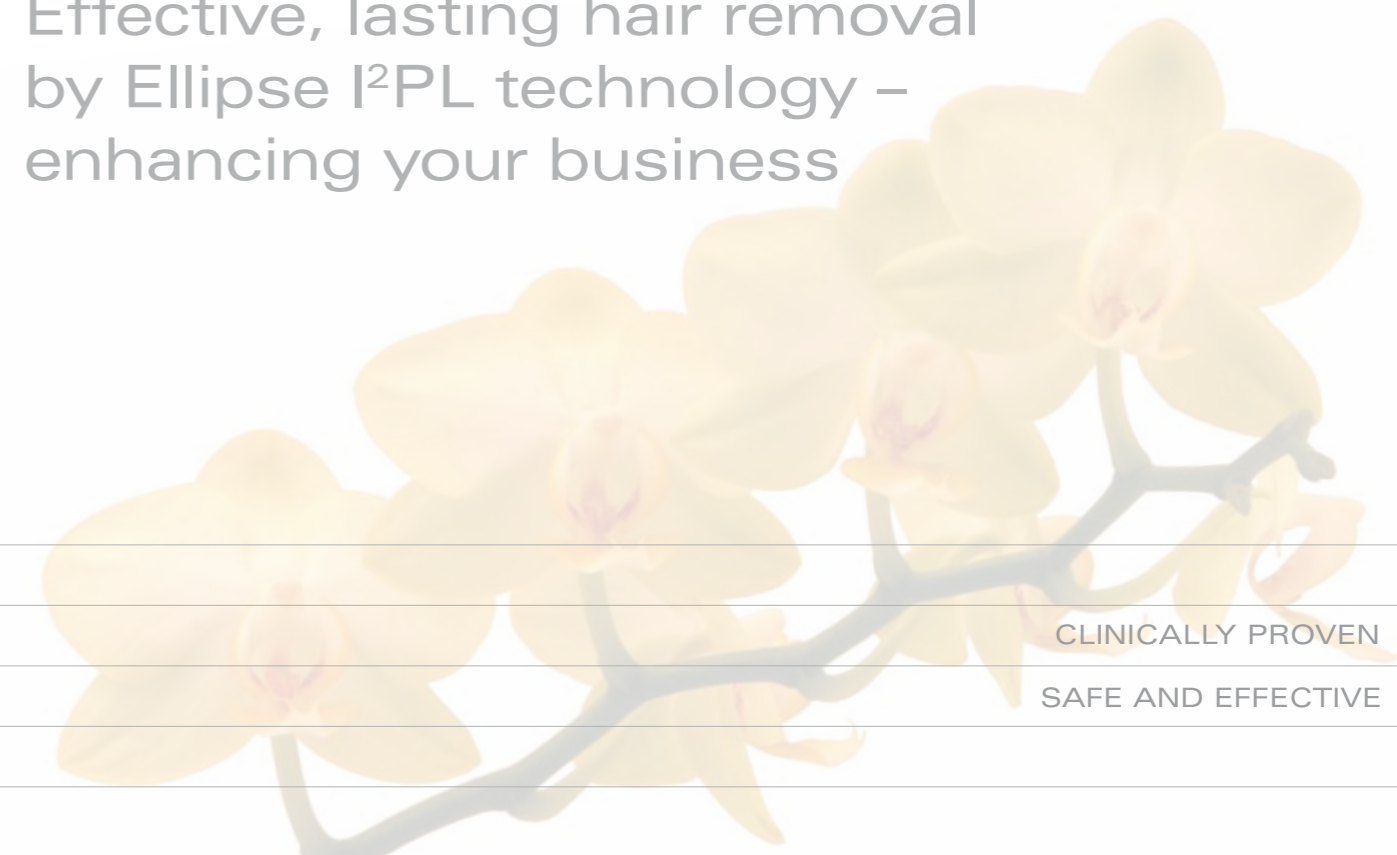 Effective, lasting hair removal
by Ellipse I²PL technology –
enhancing your business
CLINICALLY PROVEN
SAFE AND EFFECTIVE